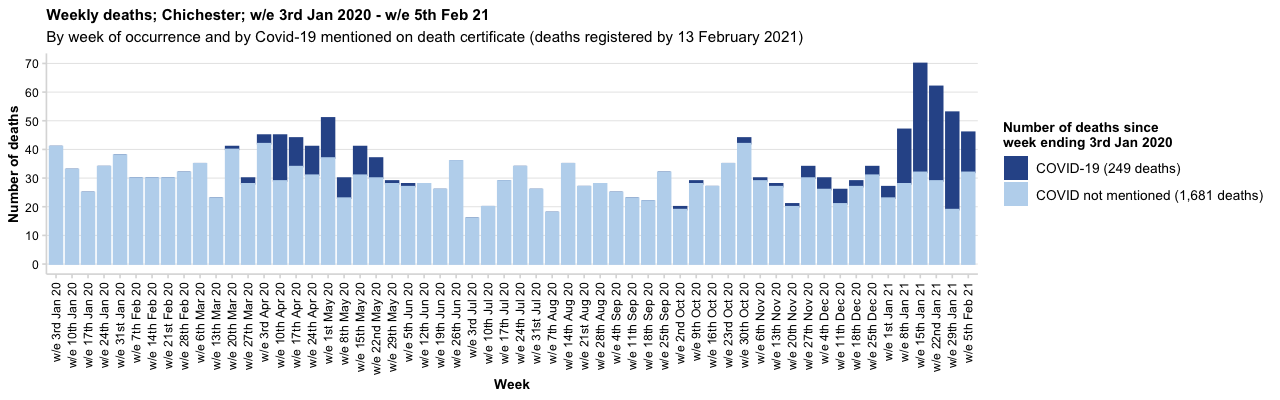 Weekly deaths; Chichester; w/e 3rd Jan 2020 - w/e 5th Feb 21
By week of occurrence and by Covid-19 mentioned on death certificate (deaths registered by 13 February 2021)
Number of deaths
70
60
50
40
30
20
10
0
w/e 3rd Jan 20
w/e 10th Jan 20
w/e 17th Jan 20
w/e 24th Jan 20
w/e 31st Jan 20
w/e 7th Feb 20
w/e 14th Feb 20
w/e 21st Feb 20
w/e 28th Feb 20
w/e 6th Mar 20
w/e 13th Mar 20
w/e 20th Mar 20
w/e 27th Mar 20
w/e 3rd Apr 20
w/e 10th Apr 20
w/e 17th Apr 20
w/e 24th Apr 20
w/e 1st May 20
w/e 8th May 20
w/e 15th May 20
w/e 22nd May 20
w/e 29th May 20
w/e 5th Jun 20
w/e 12th Jun 20
w/e 19th Jun 20
w/e 26th Jun 20
w/e 3rd Jul 20
w/e 10th Jul 20
w/e 17th Jul 20
w/e 24th Jul 20
w/e 31st Jul 20
w/e 7th Aug 20
w/e 14th Aug 20
w/e 21st Aug 20
w/e 28th Aug 20
w/e 4th Sep 20
w/e 11th Sep 20
w/e 18th Sep 20
w/e 25th Sep 20
w/e 2nd Oct 20
w/e 9th Oct 20
w/e 16th Oct 20
w/e 23rd Oct 20
w/e 30th Oct 20
w/e 6th Nov 20
w/e 13th Nov 20
w/e 20th Nov 20
w/e 27th Nov 20
w/e 4th Dec 20
w/e 11th Dec 20
w/e 18th Dec 20
w/e 25th Dec 20
w/e 1st Jan 21
w/e 8th Jan 21
w/e 15th Jan 21
w/e 22nd Jan 21
w/e 29th Jan 21
w/e 5th Feb 21
Week
Number of deaths since
week ending 3rd Jan 2020
COVID-19 (249 deaths)
COVID not mentioned (1,681 deaths)